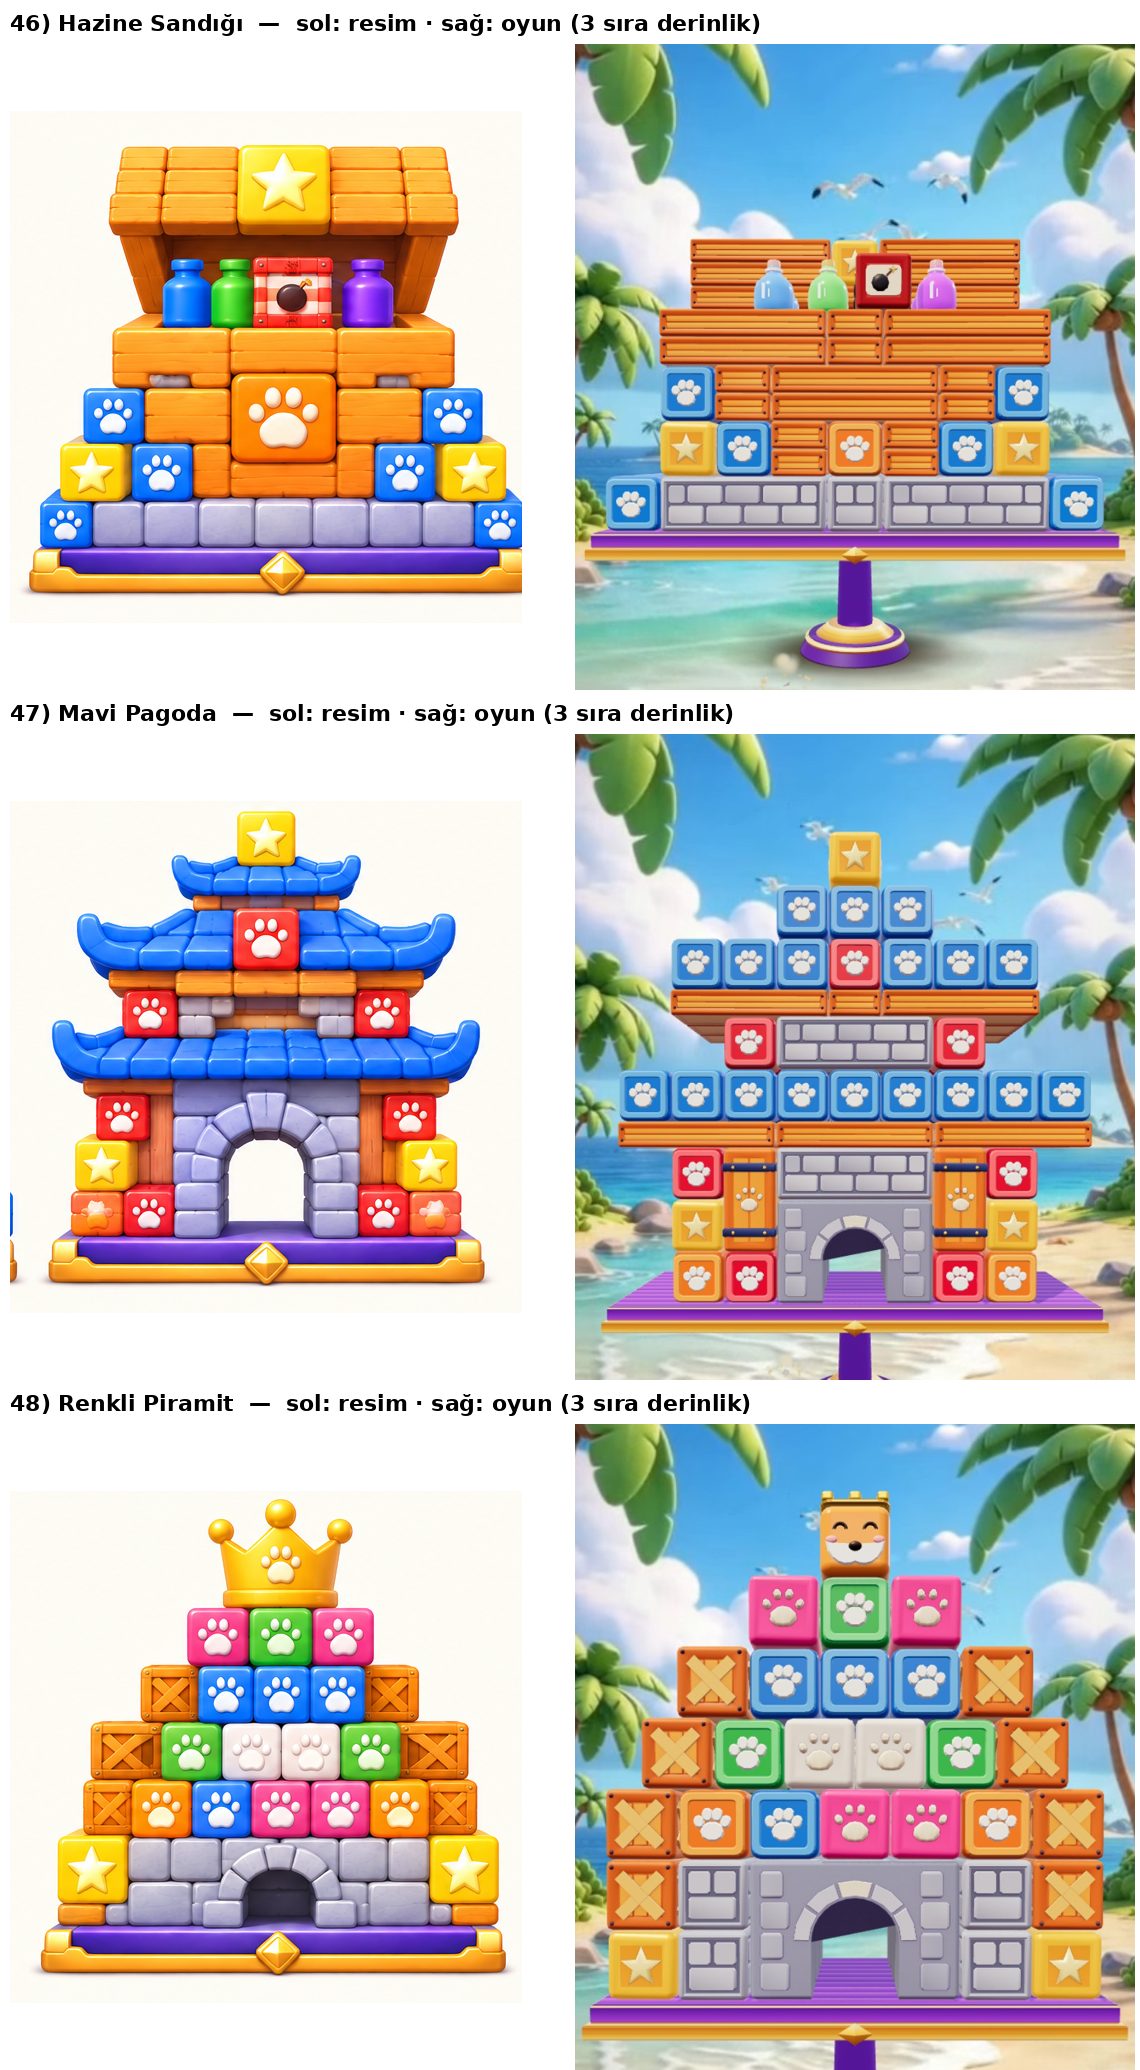 46) Hazine Sandığı — sol: resim · sağ: oyun (3 sıra derinlik)
47) Mavi Pagoda — sol: resim · sağ: oyun (3 sıra derinlik)
48) Renkli Piramit — sol: resim · sağ: oyun (3 sıra derinlik)